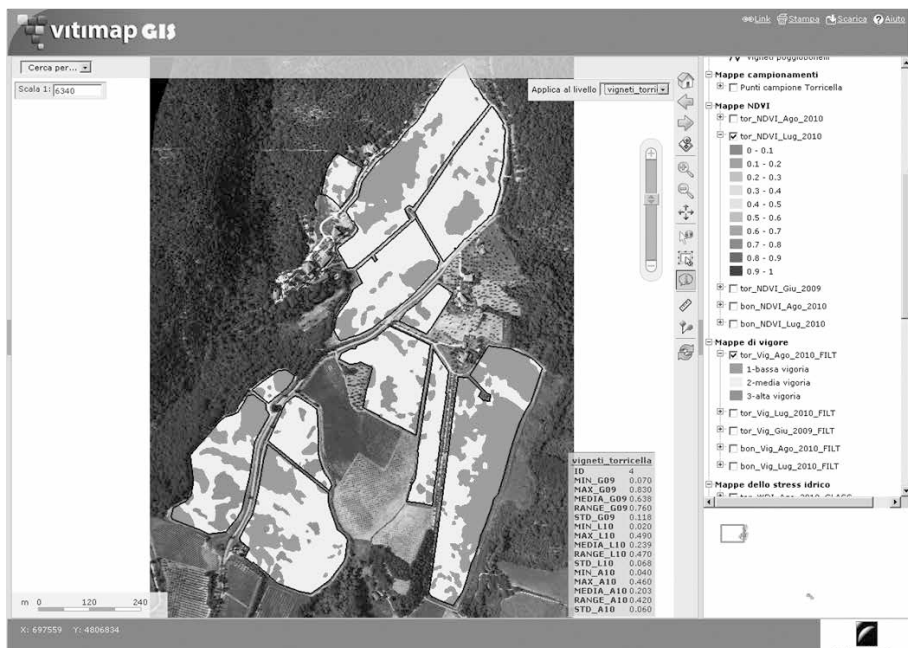 vitimap GIS
Link Stampa Scarica Aiuto
Cerca per...
Scala 1: 6340
Applica al livello vigneti_torri
vigneti poggiobonelli
Mappe campionamenti
Punti campione Torricella
Mappe NDVI
tor_NDVI_Ago_2010
tor_NDVI_Lug_2010
0 - 0.1
0.1 - 0.2
0.2 - 0.3
0.3 - 0.4
0.4 - 0.5
0.5 - 0.6
0.6 - 0.7
0.7 - 0.8
0.8 - 0.9
0.9 - 1
tor_NDVI_Giu_2009
bon_NDVI_Ago_2010
bon_NDVI_Lug_2010
Mappe di vigore
tor_Vig_Ago_2010_FILT
1-bassa vigoria
2-media vigoria
3-alta vigoria
tor_Vig_Lug_2010_FILT
tor_Vig_Giu_2009_FILT
bon_Vig_Ago_2010_FILT
bon_Vig_Lug_2010_FILT
Mappe dello stress idrico
vigneti_torricella
ID 4
MIN_G09 0.070
MAX_G09 0.830
MEDIA_G09 0.638
RANGE_G09 0.760
STD_G09 0.118
MIN_L10 0.020
MAX_L10 0.490
MEDIA_L10 0.239
RANGE_L10 0.470
STD_L10 0.068
MIN_A10 0.040
MAX_A10 0.460
MEDIA_A10 0.203
RANGE_A10 0.420
STD_A10 0.060
m 0 120 240
X: 697559 Y: 4806834